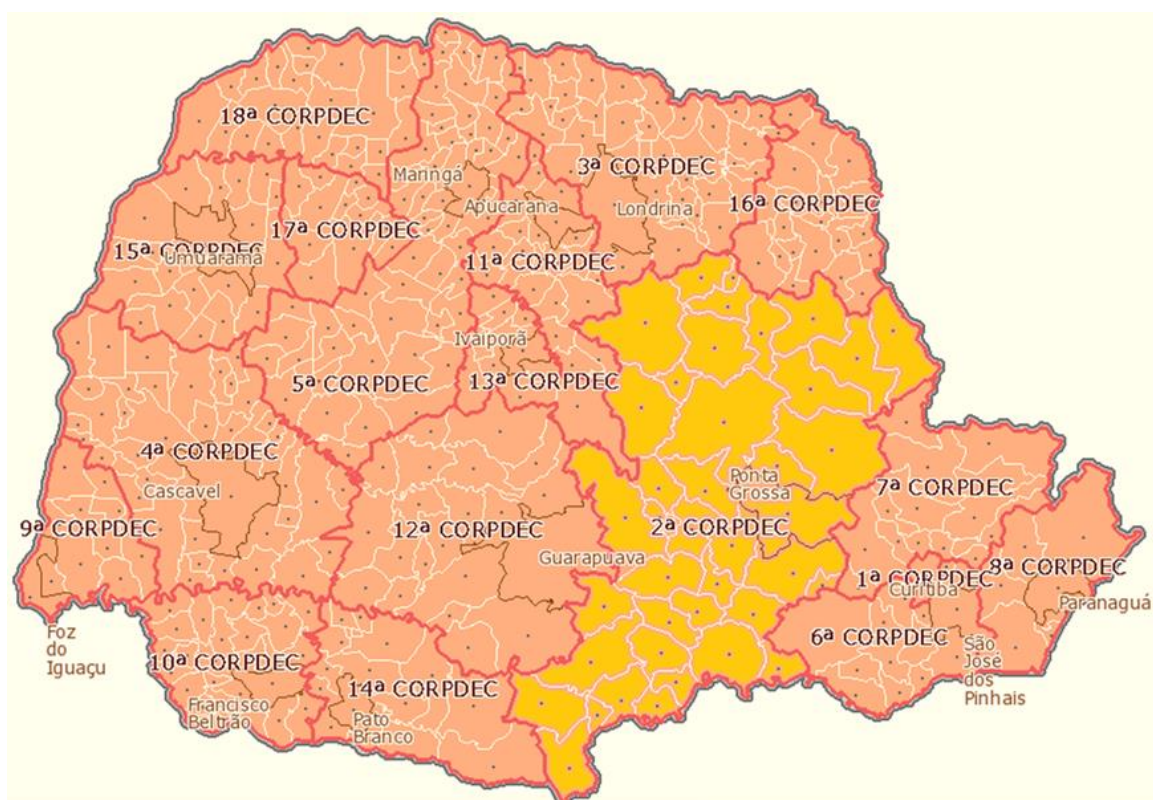 18ª CORPDEC
Maringá
3ª CORPDEC
Apucarana
Londrina
16ª CORPDEC
17ª CORPDEC
15ª CORPDEC
Umuarama
11ª CORPDEC
Ivaiporã
5ª CORPDEC
13ª CORPDEC
4ª CORPDEC
Cascavel
Ponta
Grossa
7ª CORPDEC
9ª CORPDEC
12ª CORPDEC
2ª CORPDEC
Guarapuava
1ª CORPDEC
8ª CORPDEC
Curitiba
Paranaguá
Foz
do
Iguaçu
6ª CORPDEC
São
José
dos
Pinhais
10ª CORPDEC
14ª CORPDEC
Francisco
Beltrão
Pato
Branco